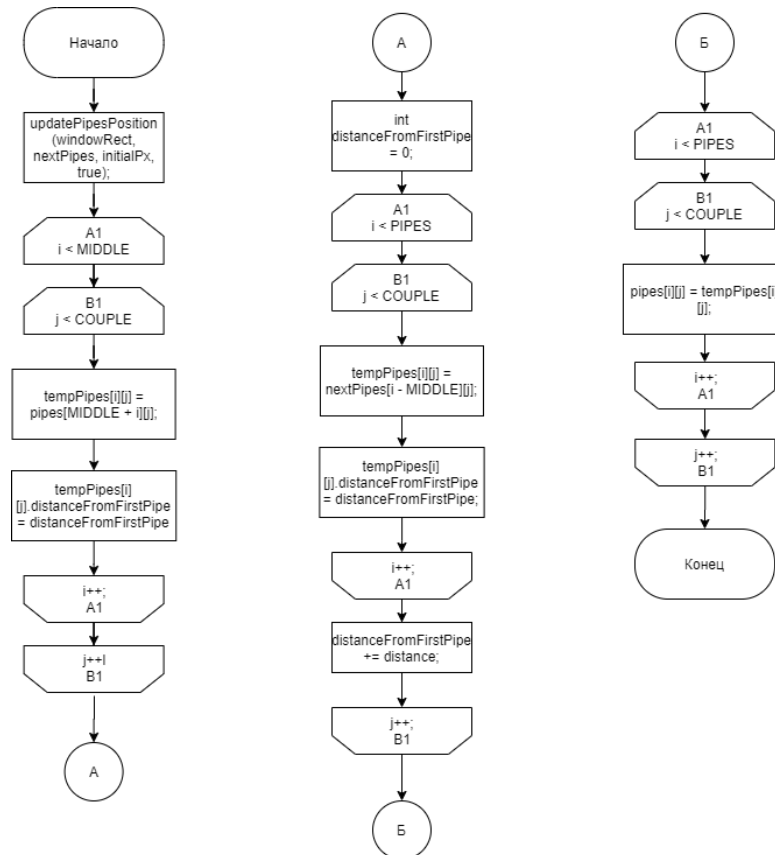 Начало
updatePipesPosition
(windowRect,
nextPipes, initialPx,
true);
A1
i < MIDDLE
B1
j < COUPLE
tempPipes[i][j] =
pipes[MIDDLE + i][j];
tempPipes[i]
[j].distanceFromFirstPipe
= distanceFromFirstPipe
i++;
A1
j++l
B1
А
А
int
distanceFromFirstPipe
= 0;
A1
i < PIPES
B1
j < COUPLE
tempPipes[i][j] =
nextPipes[i - MIDDLE][j];
tempPipes[i]
[j].distanceFromFirstPipe
= distanceFromFirstPipe;
i++;
A1
distanceFromFirstPipe
+= distance;
j++;
B1
Б
Б
A1
i < PIPES
B1
j < COUPLE
pipes[i][j] = tempPipes[i]
[j];
i++;
A1
j++;
B1
Конец